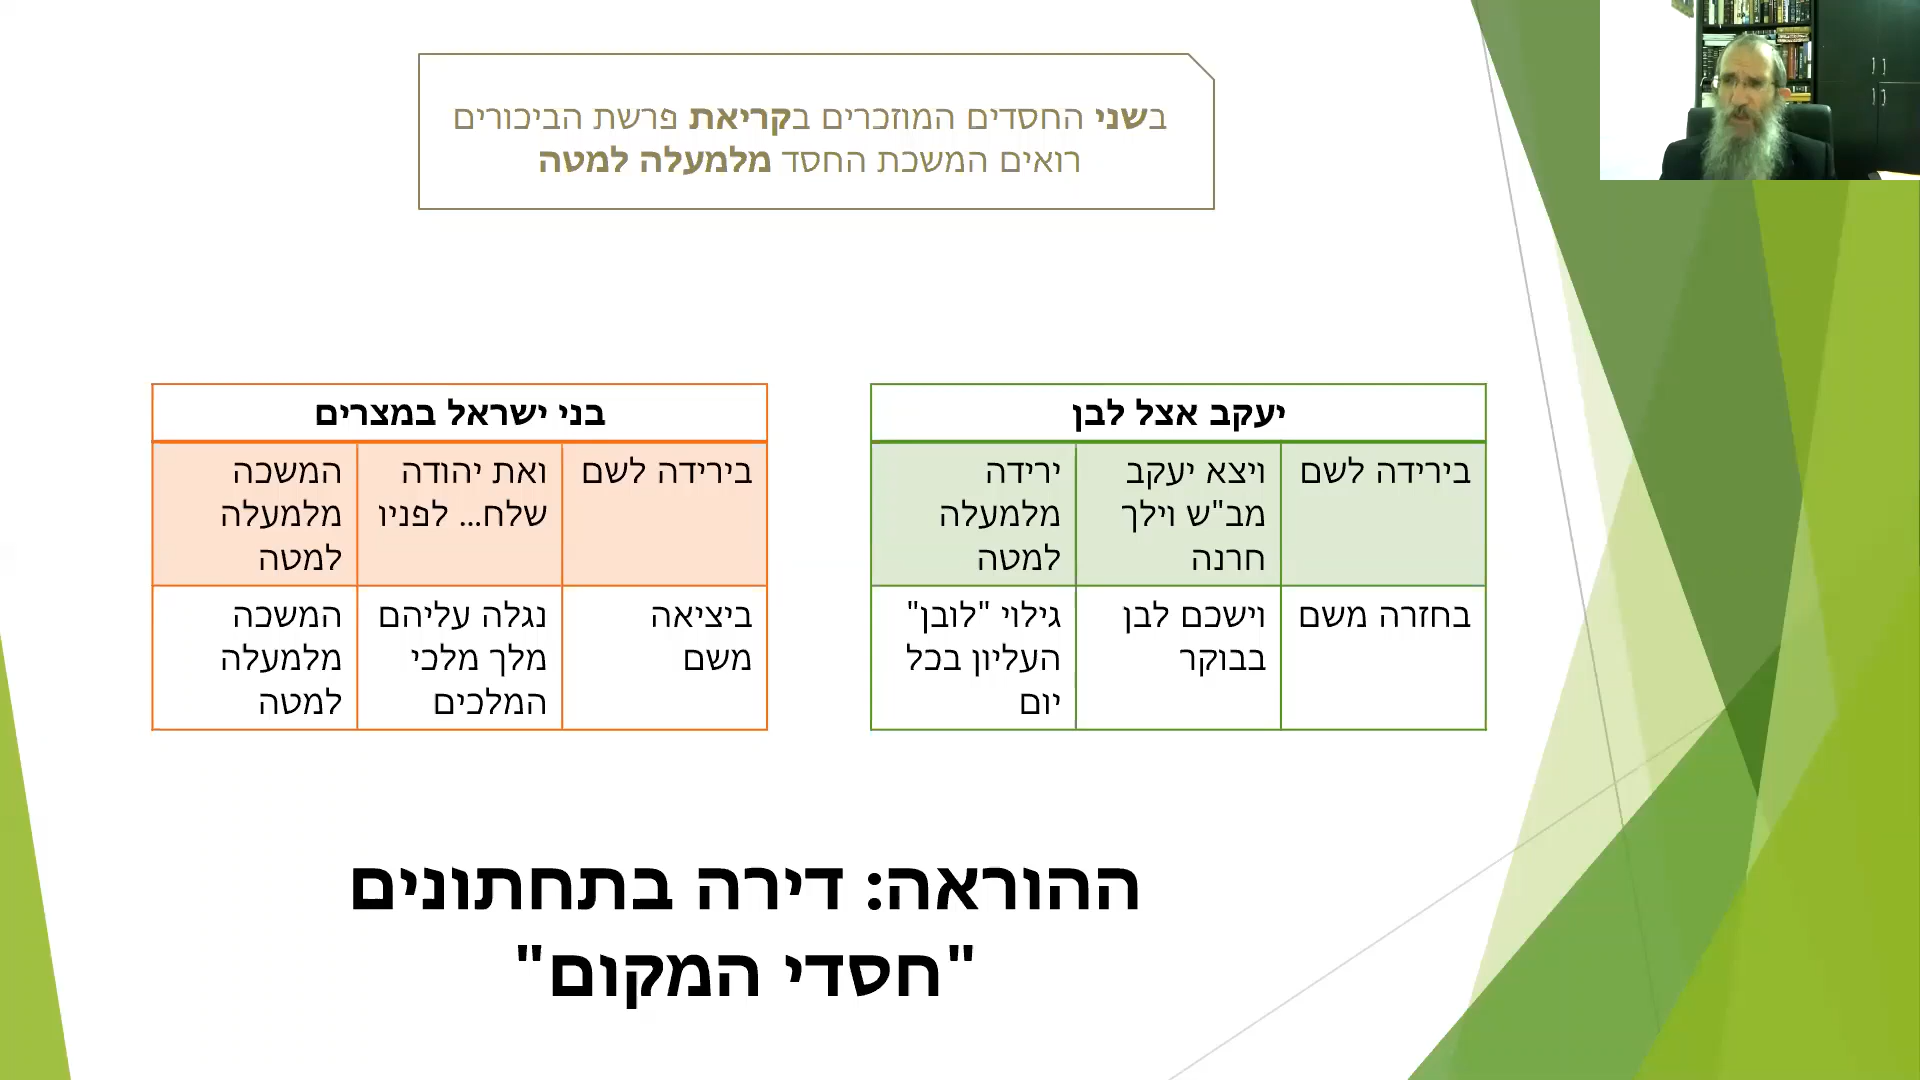 בשני החסדים המוזכרים בקריאת פרשת הביכורים
רואים המשכת החסד מלמעלה למטה
יעקב אצל לבן
בירידה לשם
ויצא יעקב
מב"ש וילך
חרנה
ירידה
מלמעלה
למטה
בחזרה משם
וישכם לבן
בבוקר
גילוי "לובן"
העליון בכל
יום
בני ישראל במצרים
בירידה לשם
ואת יהודה
שלח... לפניו
המשכה
מלמעלה
למטה
ביציאה
משם
נגלה עליהם
מלך מלכי
המלכים
המשכה
מלמעלה
למטה
ההוראה: דירה בתחתונים
"חסדי המקום"